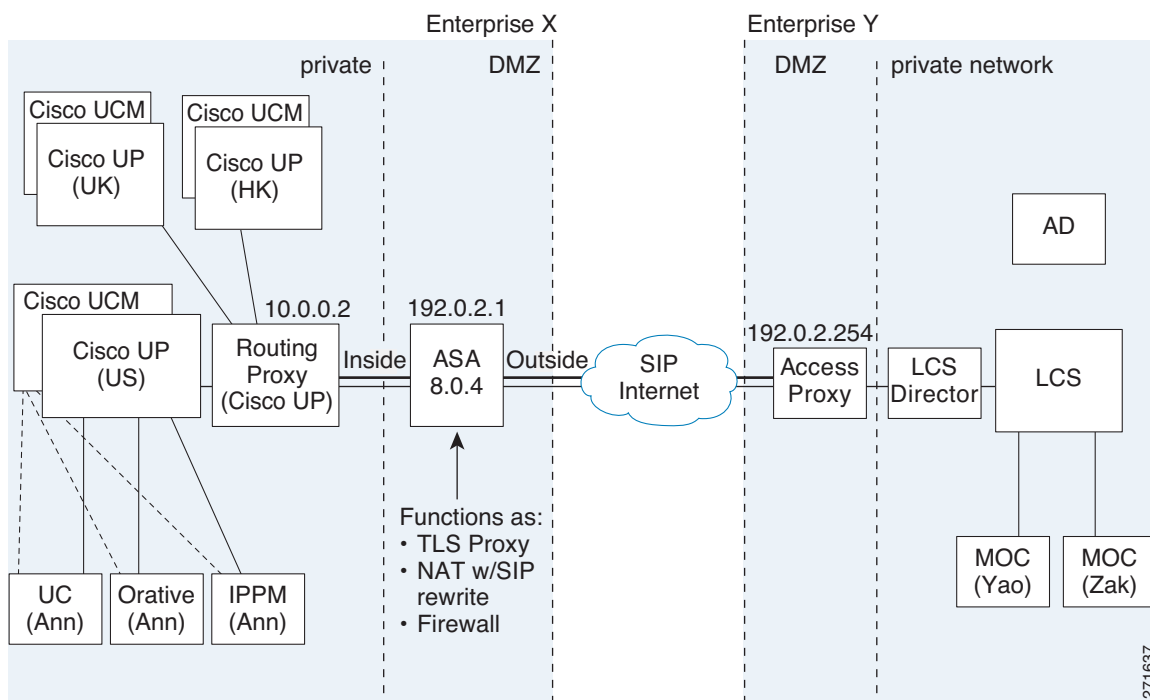 Enterprise X
Enterprise Y
private
DMZ
DMZ
private network
Cisco UCM
Cisco UP
(UK)
Cisco UCM
Cisco UP
(HK)
AD
Cisco UCM
Cisco UP
(US)
10.0.0.2
Routing
Proxy
(Cisco UP)
Inside
192.0.2.1
ASA
8.0.4
Outside
SIP
Internet
192.0.2.254
Access
Proxy
LCS
Director
LCS
Functions as:
• TLS Proxy
• NAT w/SIP
rewrite
• Firewall
UC
(Ann)
Orative
(Ann)
IPPM
(Ann)
MOC
(Yao)
MOC
(Zak)
271637